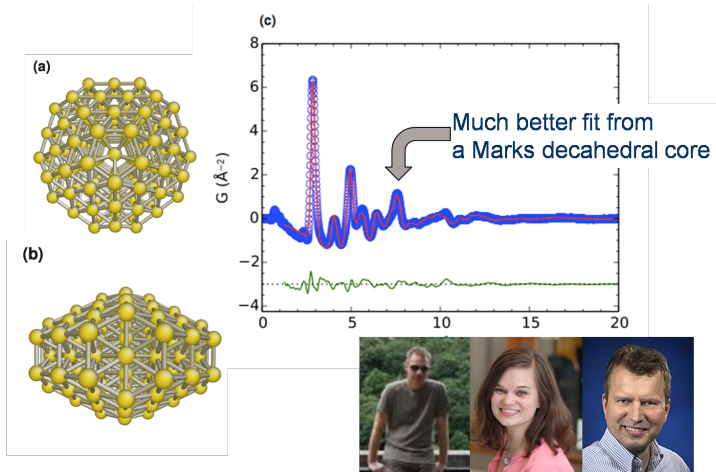 (a)
(b)
(c)
8
6
4
2
0
−2
−4
G (Å⁻²)
Much better fit from
a Marks decahedral core
0 5 10 15 20